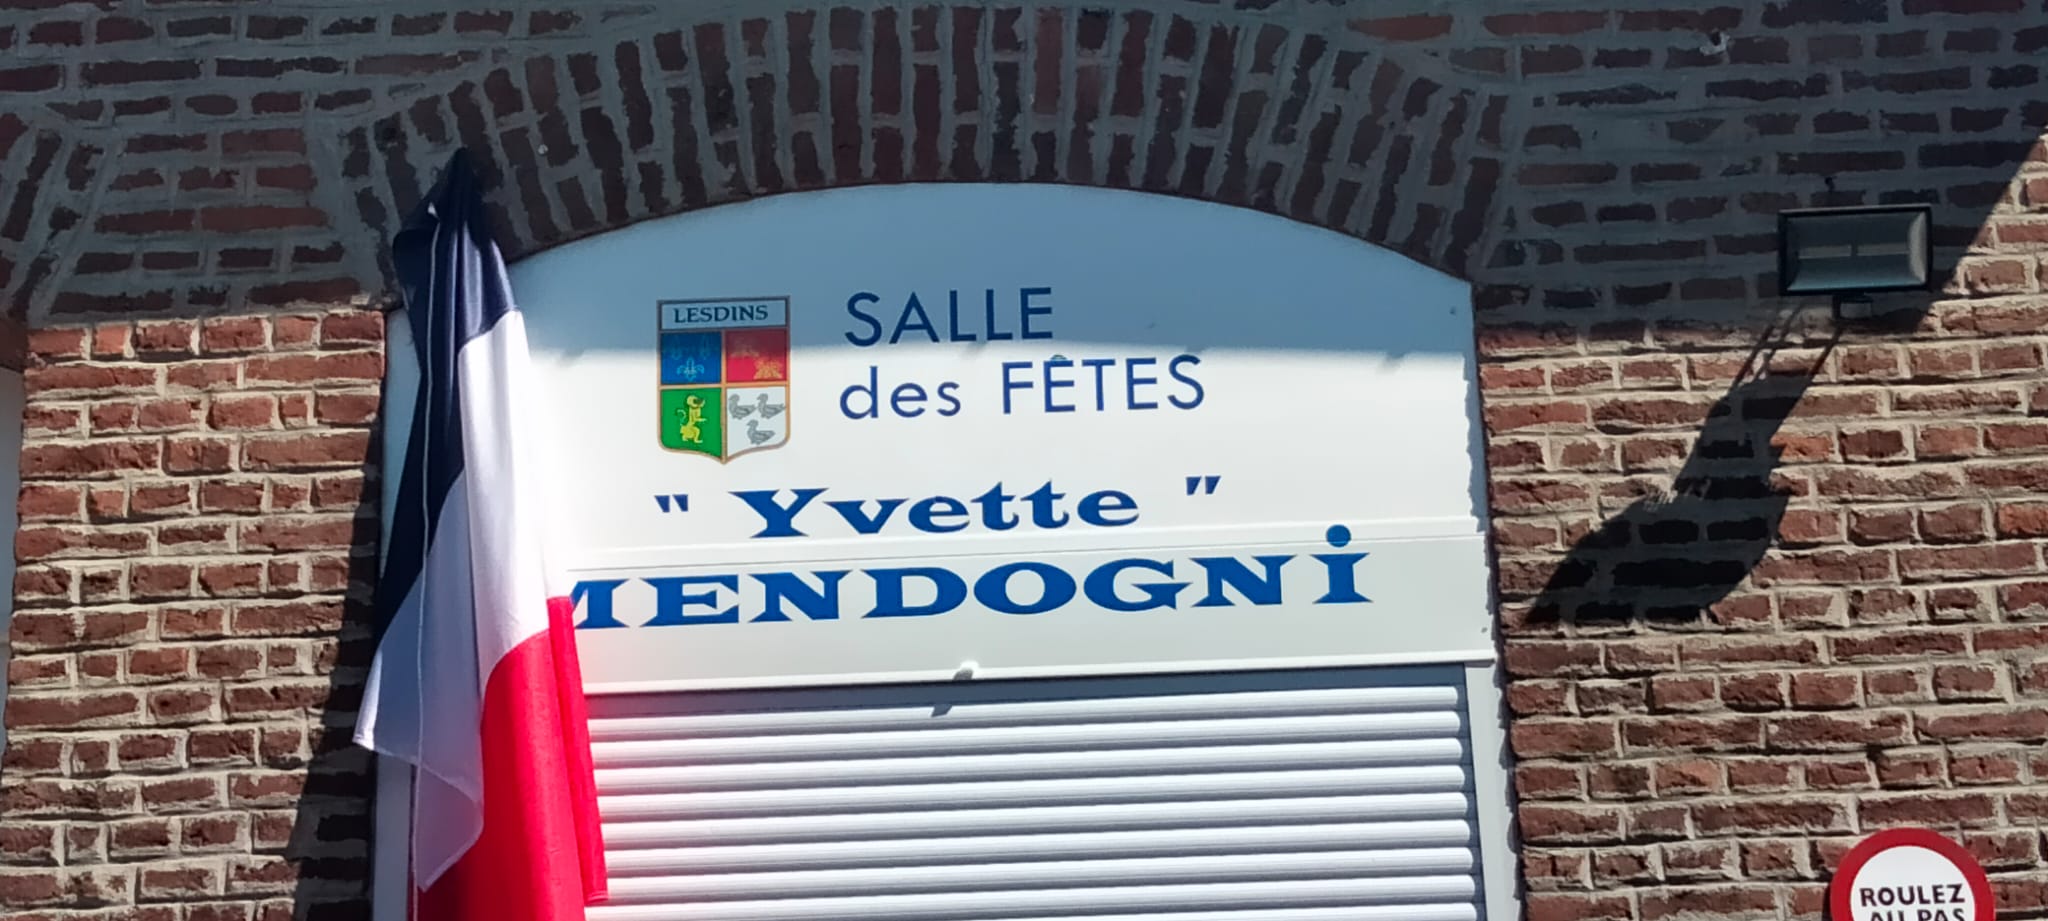 LESDINS
SALLE
des FÊTES
" Yvette "
MENDOGNi
ROULEZ
AU PAS